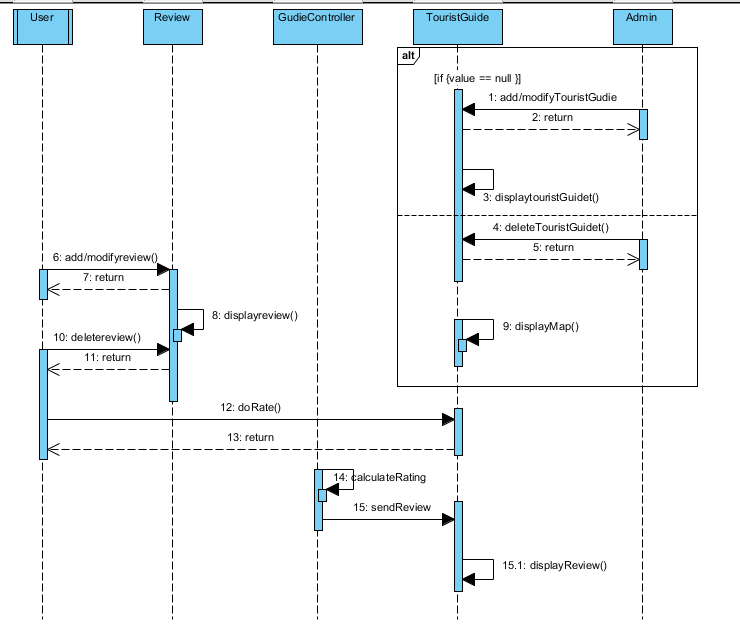 User
Review
GudieController
TouristGuide
Admin
alt
[if {value == null }]
1: add/modifyTouristGudie
2: return
3: displaytouristGuidet()
4: deleteTouristGuidet()
5: return
6: add/modifyreview()
7: return
8: displayreview()
9: displayMap()
10: deletereview()
11: return
12: doRate()
13: return
14: calculateRating
15: sendReview
15.1: displayReview()